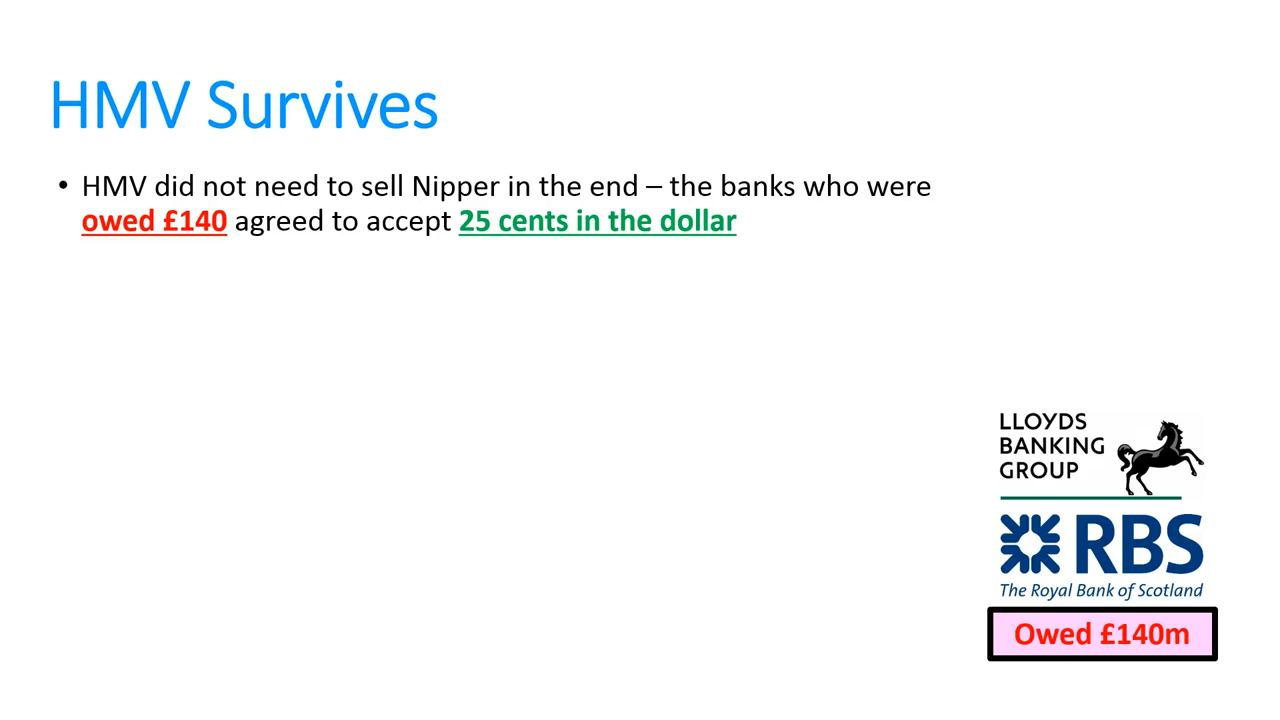 HMV Survives
• HMV did not need to sell Nipper in the end – the banks who were
owed £140 agreed to accept 25 cents in the dollar
LLOYDS
BANKING
GROUP
RBS
The Royal Bank of Scotland
Owed £140m